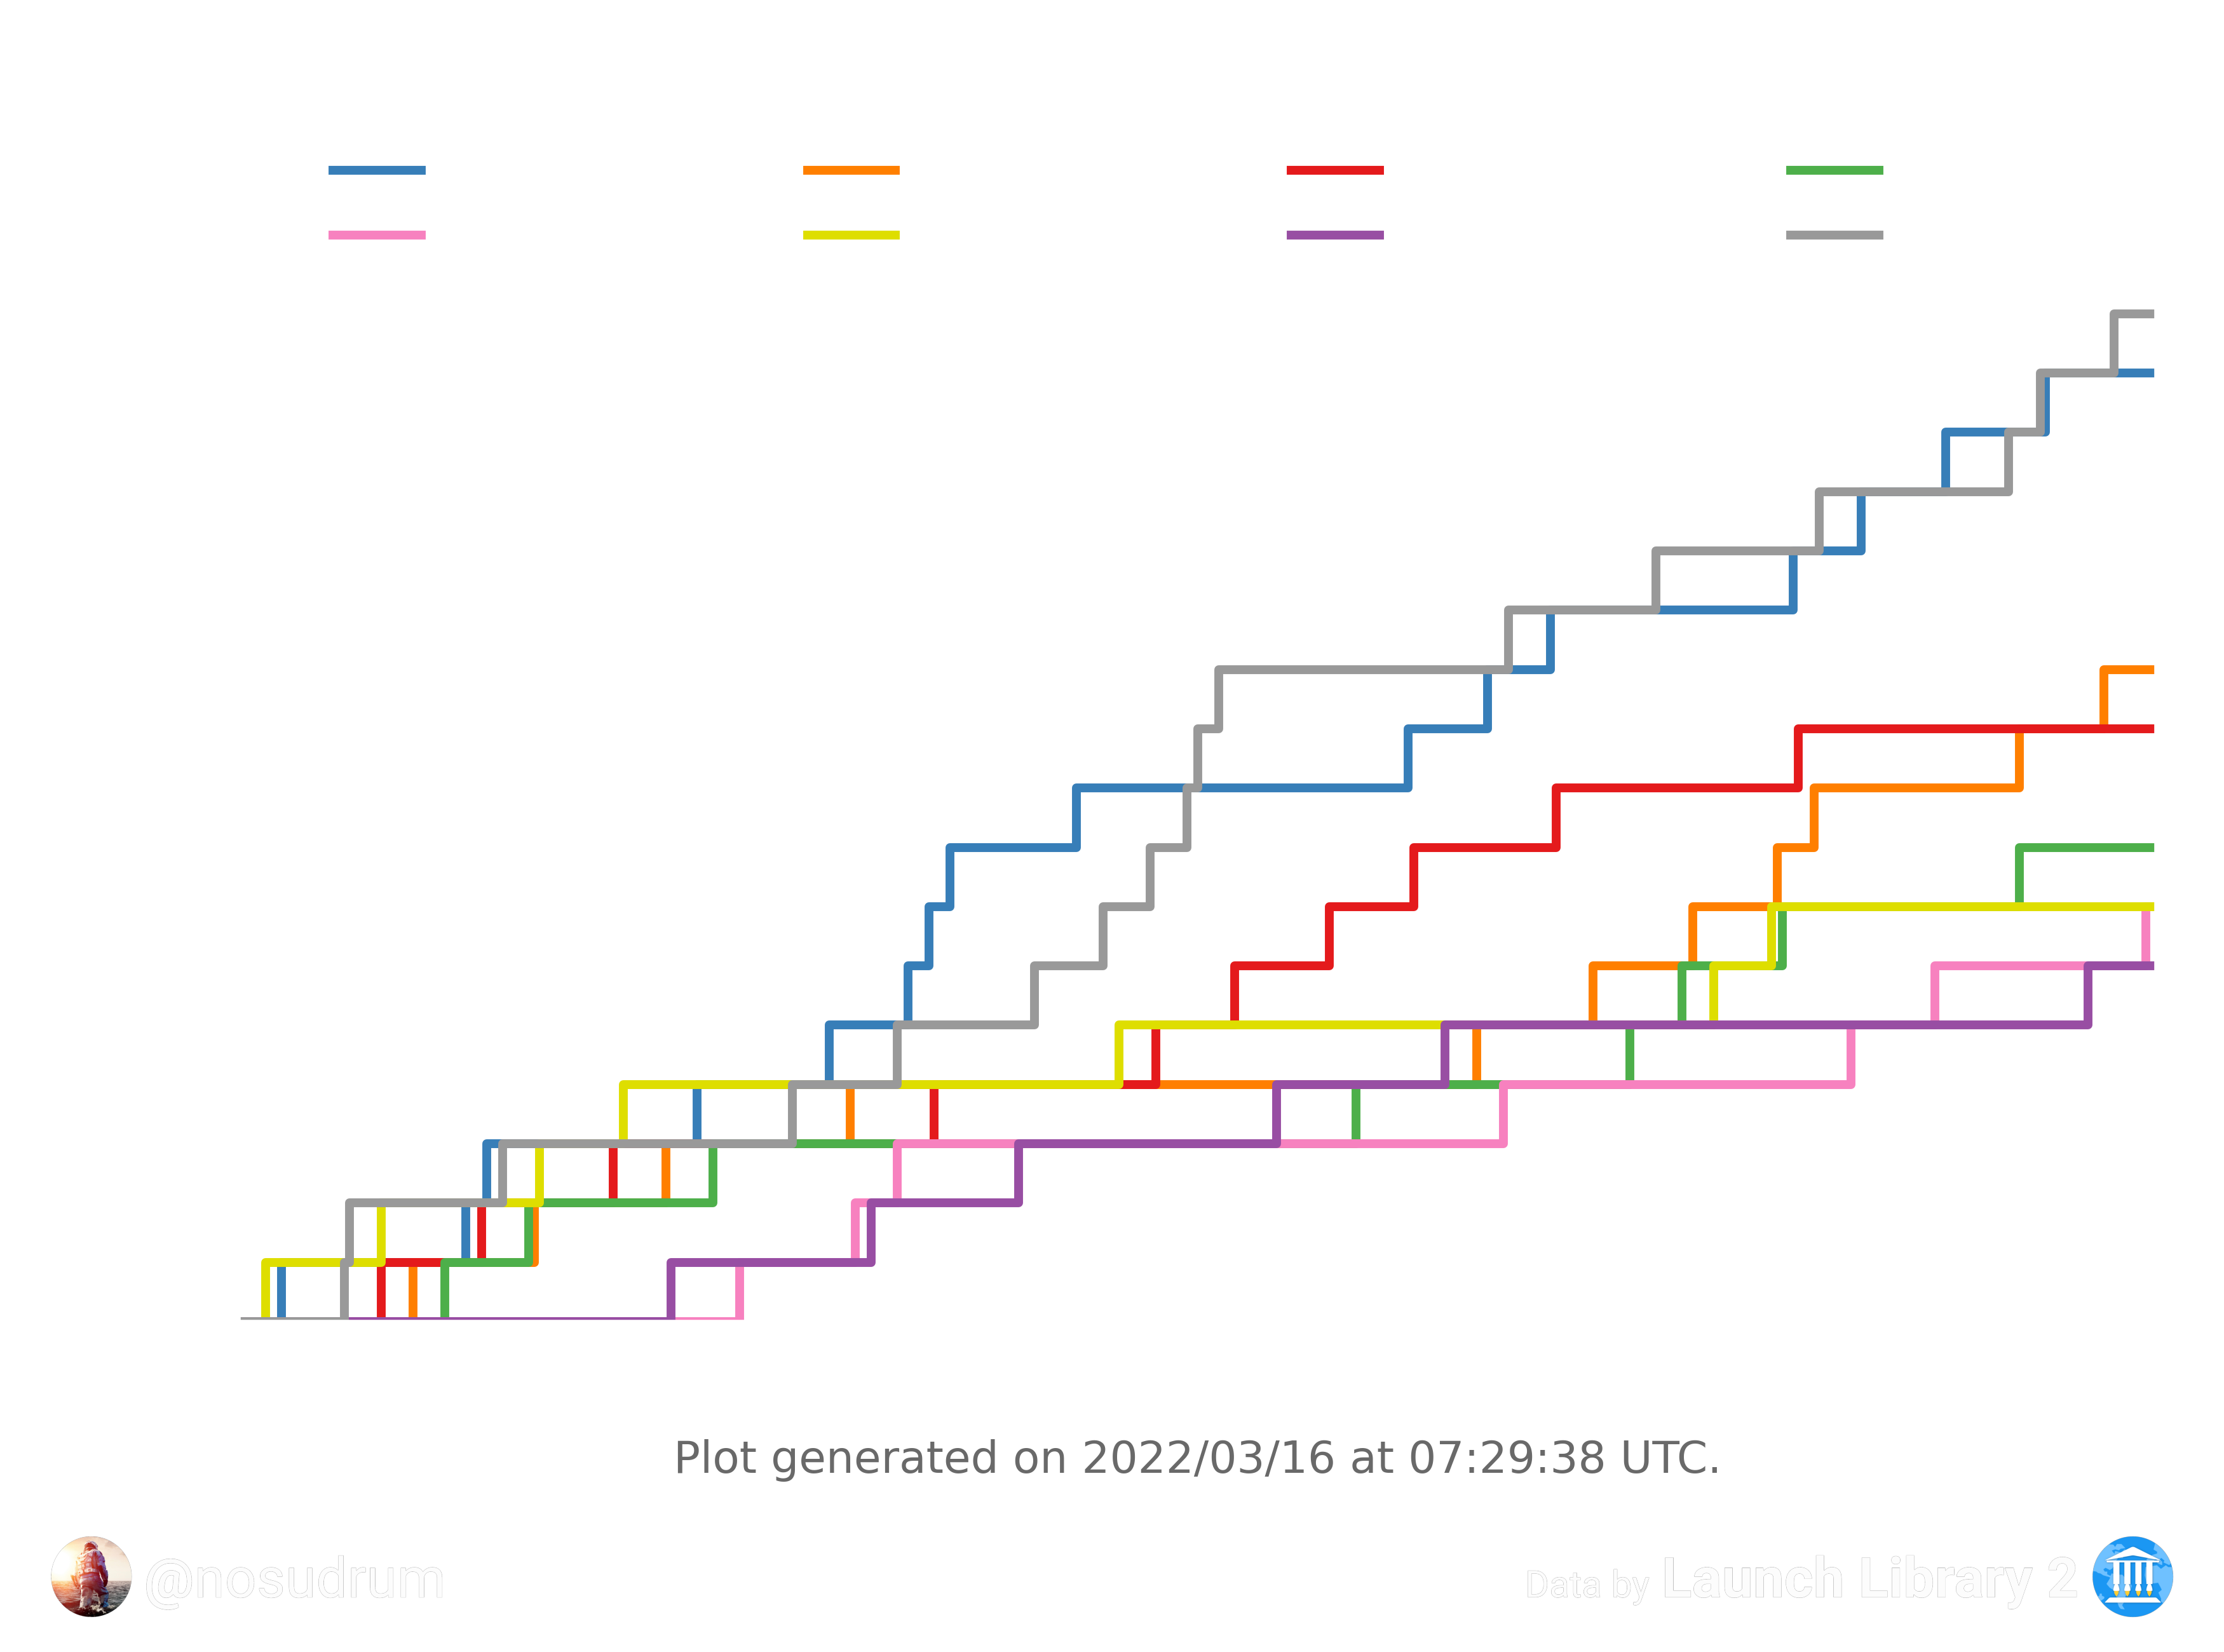 Plot generated on 2022/03/16 at 07:29:38 UTC.
@nosudrum
Data by Launch Library 2